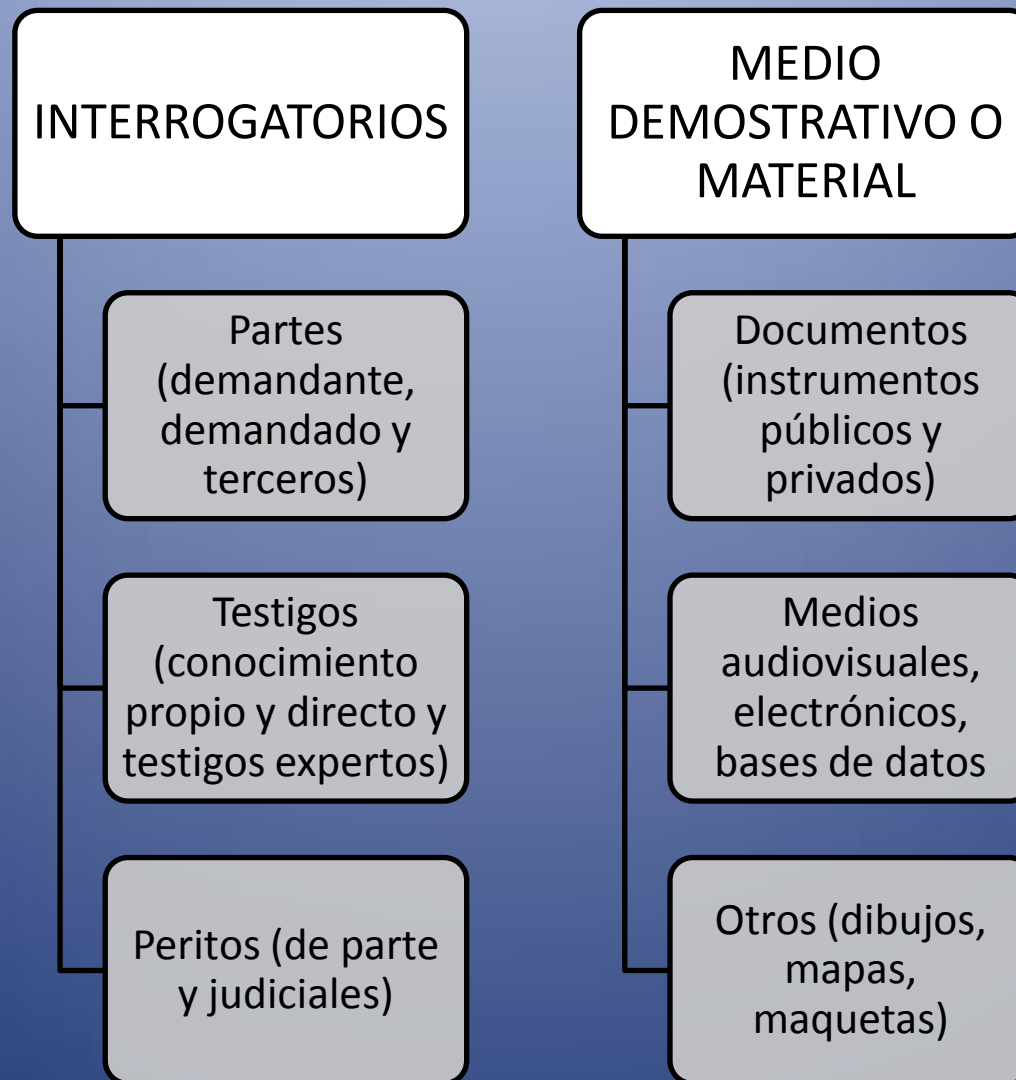 INTERROGATORIOS
Partes
(demandante,
demandado y
terceros)
Testigos
(conocimiento
propio y directo y
testigos expertos)
Peritos (de parte
y judiciales)
MEDIO
DEMOSTRATIVO O
MATERIAL
Documentos
(instrumentos
públicos y
privados)
Medios
audiovisuales,
electrónicos,
bases de datos
Otros (dibujos,
mapas,
maquetas)